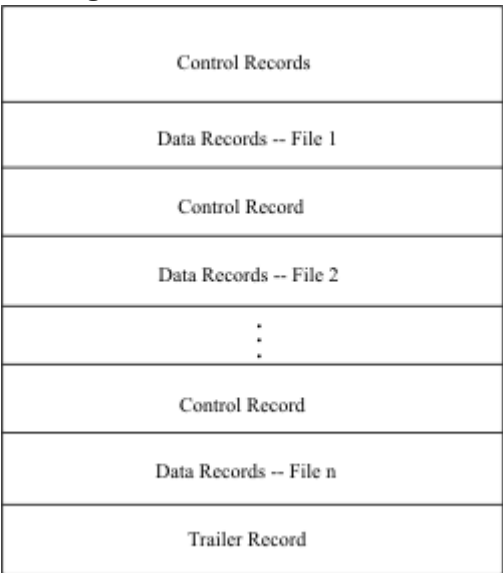 Control Records
Data Records -- File 1
Control Record
Data Records -- File 2
.
.
.
Control Record
Data Records -- File n
Trailer Record